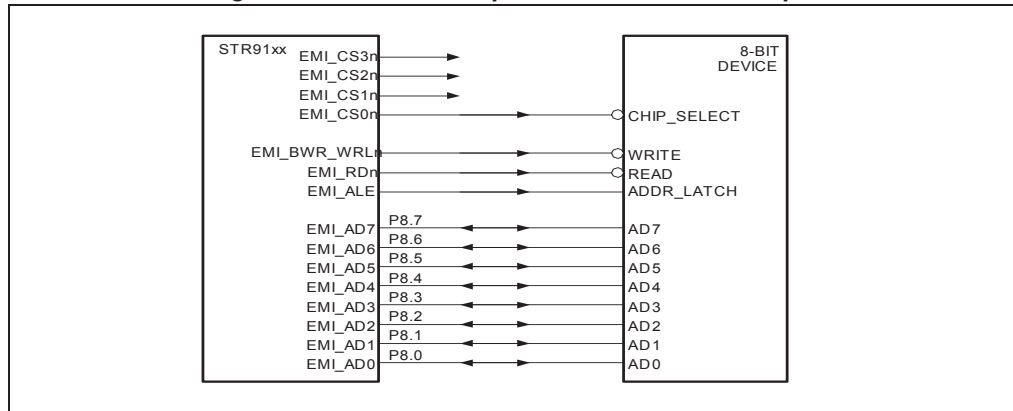 STR91xx
EMI_CS3n
EMI_CS2n
EMI_CS1n
EMI_CS0n
EMI_BWR_WRLn
EMI_RDn
EMI_ALE
EMI_AD7
EMI_AD6
EMI_AD5
EMI_AD4
EMI_AD3
EMI_AD2
EMI_AD1
EMI_AD0
P8.7
P8.6
P8.5
P8.4
P8.3
P8.2
P8.1
P8.0
8-BIT
DEVICE
CHIP_SELECT
WRITE
READ
ADDR_LATCH
AD7
AD6
AD5
AD4
AD3
AD2
AD1
AD0